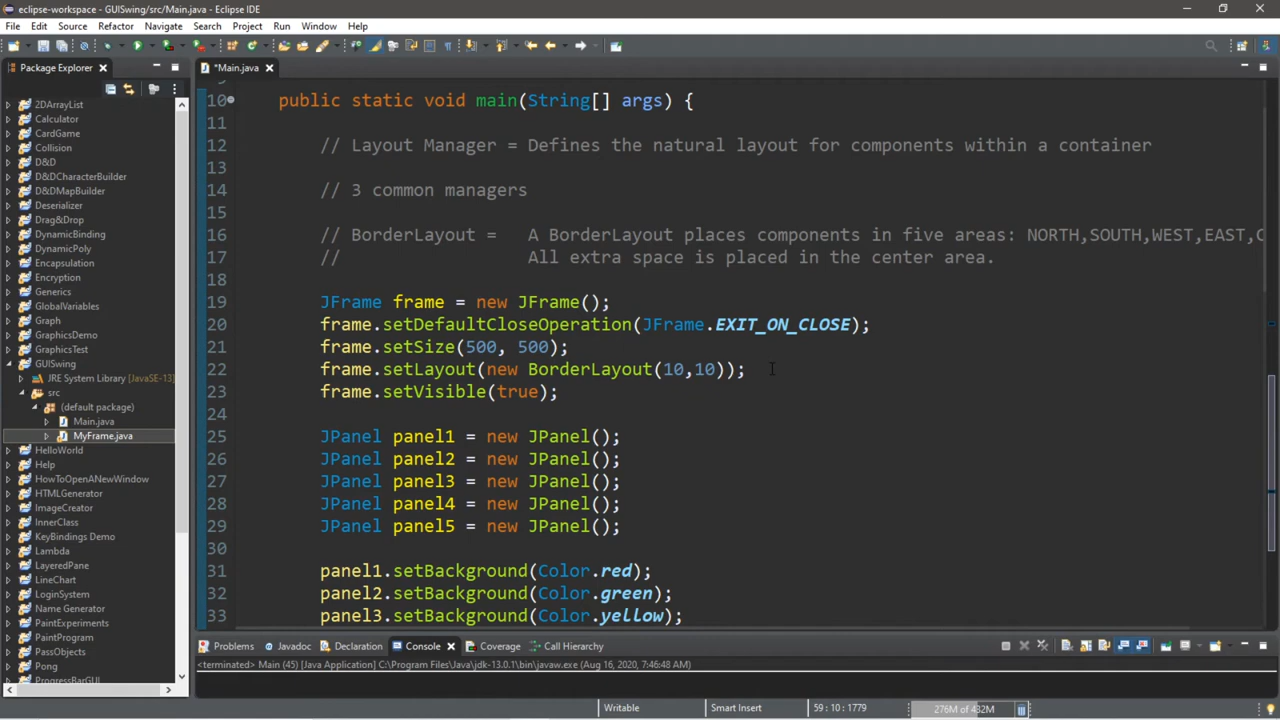 eclipse-workspace - GUISwing/src/Main.java - Eclipse IDE
File Edit Source Refactor Navigate Search Project Run Window Help
Package Explorer
*Main.java
2DArrayList
Calculator
CardGame
Collision
D&D
D&DCharacterBuilder
D&DMapBuilder
Deserializer
Drag&Drop
DynamicBinding
DynamicPoly
Encapsulation
Encryption
Generics
GlobalVariables
Graph
GraphicsDemo
GraphicsTest
GUISwing
JRE System Library [JavaSE-13]
src
(default package)
Main.java
MyFrame.java
HelloWorld
Help
HowToOpenANewWindow
HTMLGenerator
ImageCreator
InnerClass
KeyBindings Demo
Lambda
LayeredPane
LineChart
LoginSystem
Name Generator
PaintExperiments
PaintProgram
PassObjects
Pong
ProgressBarGUI
10 public static void main(String[] args) {
11
12 // Layout Manager = Defines the natural layout for components within a container
13
14 // 3 common managers
15
16 // BorderLayout = A BorderLayout places components in five areas: NORTH,SOUTH,WEST,EAST,C
17 // All extra space is placed in the center area.
18
19 JFrame frame = new JFrame();
20 frame.setDefaultCloseOperation(JFrame.EXIT_ON_CLOSE);
21 frame.setSize(500, 500);
22 frame.setLayout(new BorderLayout(10,10));
23 frame.setVisible(true);
24
25 JPanel panel1 = new JPanel();
26 JPanel panel2 = new JPanel();
27 JPanel panel3 = new JPanel();
28 JPanel panel4 = new JPanel();
29 JPanel panel5 = new JPanel();
30
31 panel1.setBackground(Color.red);
32 panel2.setBackground(Color.green);
33 panel3.setBackground(Color.yellow);
Problems Javadoc Declaration Console Coverage Call Hierarchy
<terminated> Main (45) [Java Application] C:\Program Files\Java\jdk-13.0.1\bin\javaw.exe (Aug 16, 2020, 7:46:48 AM)
Writable Smart Insert 59 : 10 : 1779 276M of 432M